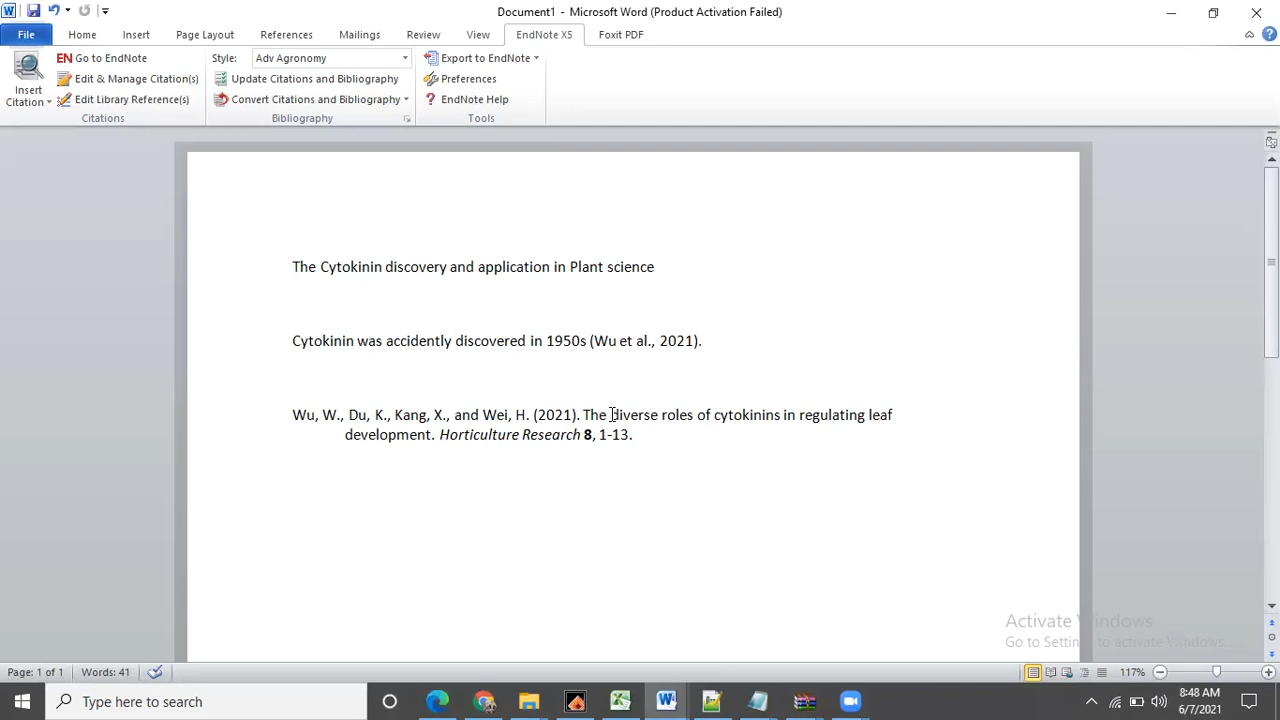 Document1 - Microsoft Word (Product Activation Failed)
File Home Insert Page Layout References Mailings Review View EndNote X5 Foxit PDF
Insert Citation
EN Go to EndNote
Edit & Manage Citation(s)
Edit Library Reference(s)
Citations
Style: Adv Agronomy
Update Citations and Bibliography
Convert Citations and Bibliography
Bibliography
Export to EndNote
Preferences
? EndNote Help
Tools
The Cytokinin discovery and application in Plant science
Cytokinin was accidently discovered in 1950s (Wu et al., 2021).
Wu, W., Du, K., Kang, X., and Wei, H. (2021). The diverse roles of cytokinins in regulating leaf
development. Horticulture Research 8, 1-13.
Activate Windows
Go to Settings to activate Windows.
Page: 1 of 1 Words: 41 117%
Type here to search
8:48 AM
6/7/2021